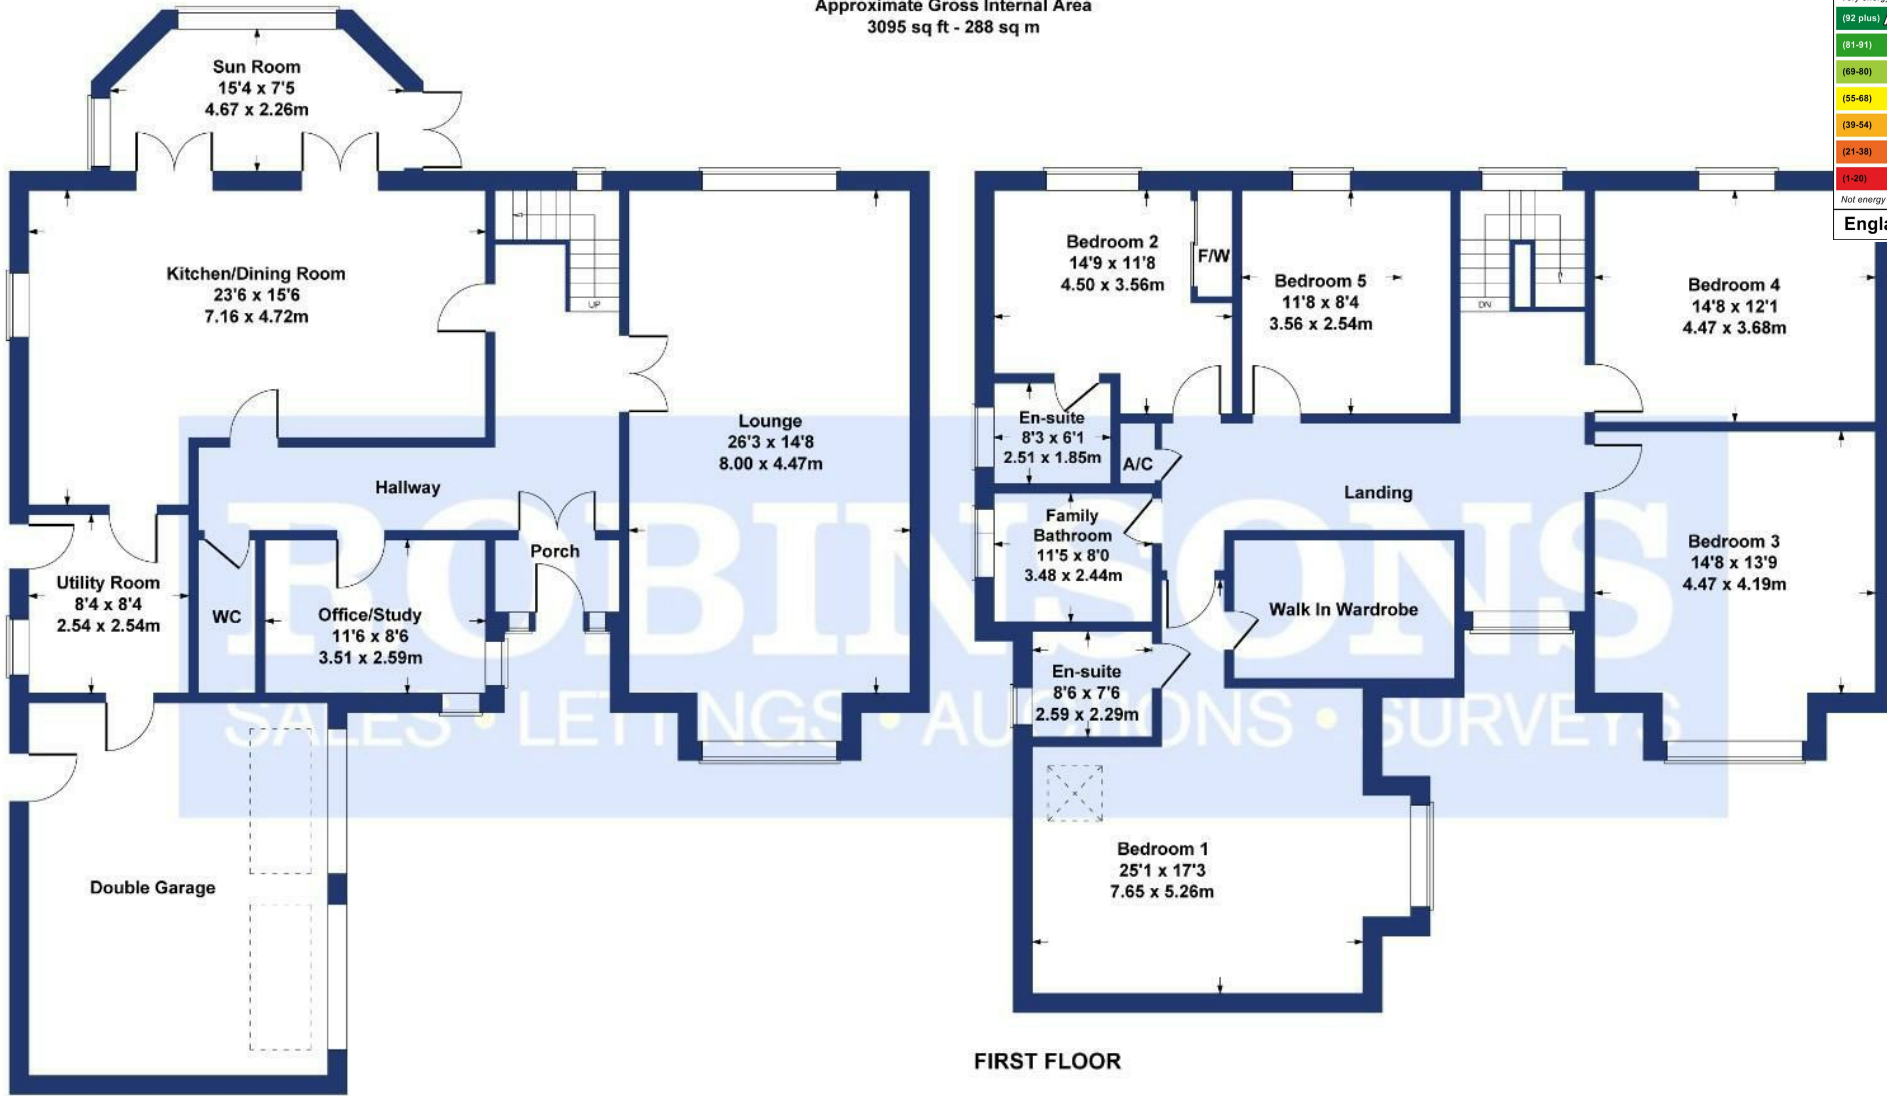 Approximate Gross Internal Area
3095 sq ft - 288 sq m
Sun Room
15'4 x 7'5
4.67 x 2.26m
Kitchen/Dining Room
23'6 x 15'6
7.16 x 4.72m
UP
Lounge
26'3 x 14'8
8.00 x 4.47m
Hallway
Porch
Utility Room
8'4 x 8'4
2.54 x 2.54m
WC
Office/Study
11'6 x 8'6
3.51 x 2.59m
Double Garage
Bedroom 2
14'9 x 11'8
4.50 x 3.56m
F/W
Bedroom 5
11'8 x 8'4
3.56 x 2.54m
DN
Bedroom 4
14'8 x 12'1
4.47 x 3.68m
En-suite
8'3 x 6'1
2.51 x 1.85m
A/C
Landing
Family
Bathroom
11'5 x 8'0
3.48 x 2.44m
Bedroom 3
14'8 x 13'9
4.47 x 4.19m
Walk In Wardrobe
En-suite
8'6 x 7'6
2.59 x 2.29m
Bedroom 1
25'1 x 17'3
7.65 x 5.26m
FIRST FLOOR
ROBINSONS
SALES • LETTINGS • AUCTIONS • SURVEYS
(92 plus)
(81-91)
(69-80)
(55-68)
(39-54)
(21-38)
(1-20)
Not energy
Engla